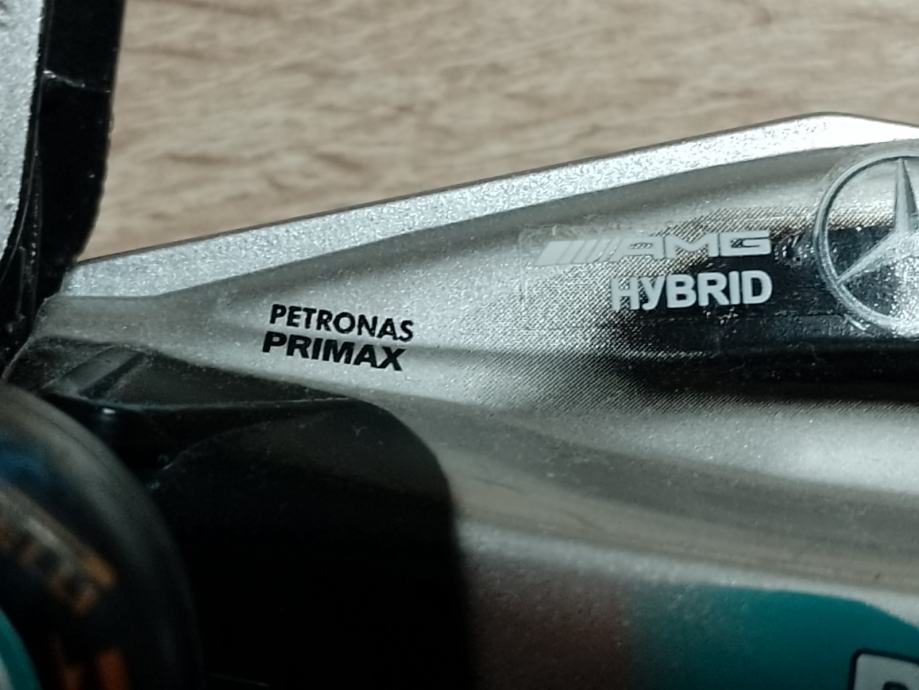 AMG
HYBRID
PETRONAS
PRIMAX